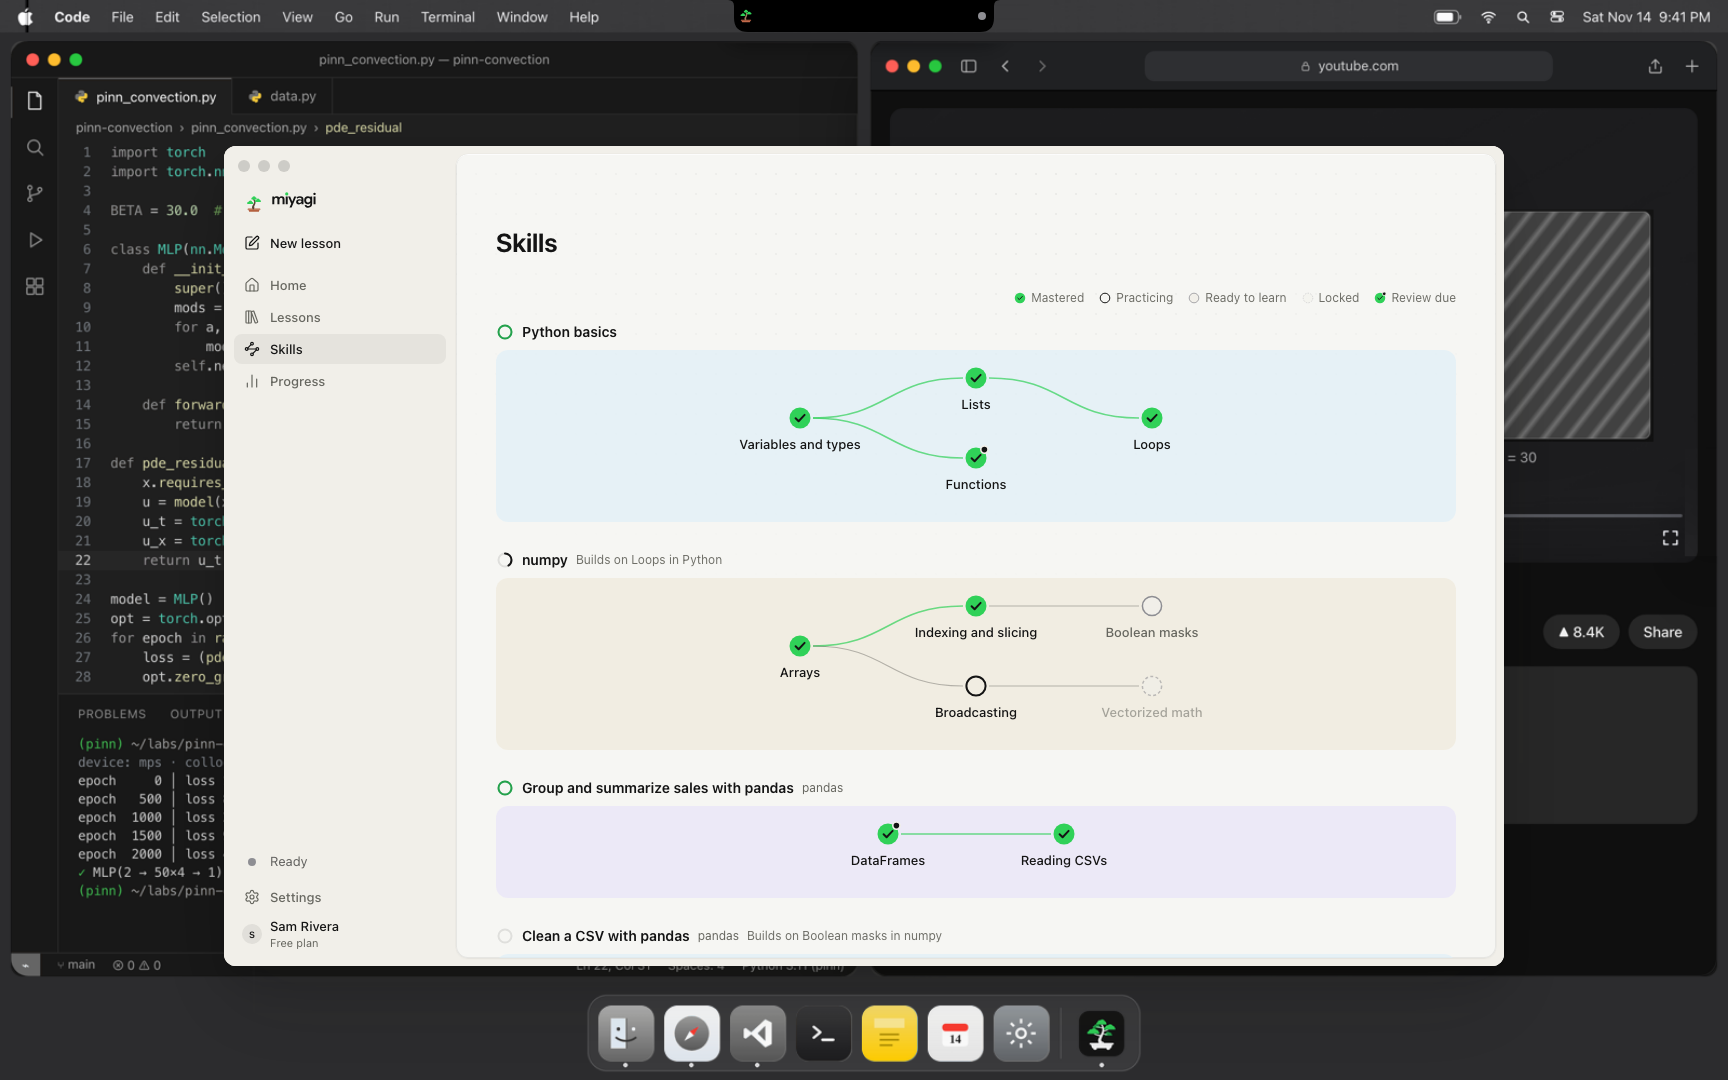 Code File Edit Selection View Go Run Terminal Window Help
Sat Nov 14 9:41 PM
pinn_convection.py — pinn-convection
pinn_convection.py
data.py
pinn-convection › pinn_convection.py › pde_residual
1 import torch
2 import torch.n
3
4 BETA = 30.0 #
5
6 class MLP(nn.M
7 def __init_
8 super(
9 mods =
10 for a,
11 mo
12 self.n
13
14 def forwar
15 return
16
17 def pde_residu
18 x.requires_
19 u = model(
20 u_t = torc
21 u_x = torc
22 return u_t
23
24 model = MLP()
25 opt = torch.op
26 for epoch in r
27 loss = (pd
28 opt.zero_g
PROBLEMS OUTPUT
(pinn) ~/labs/pinn-
device: mps · collo
epoch 0 | loss
epoch 500 | loss
epoch 1000 | loss
epoch 1500 | loss
epoch 2000 | loss
✓ MLP(2 → 50×4 → 1)
(pinn) ~/labs/pinn-
main 0 0
youtube.com
= 30
8.4K
Share
miyagi
New lesson
Home
Lessons
Skills
Progress
Ready
Settings
S
Sam Rivera
Free plan
Skills
Mastered Practicing Ready to learn Locked Review due
Python basics
Variables and types
Lists
Functions
Loops
numpy Builds on Loops in Python
Arrays
Indexing and slicing
Boolean masks
Broadcasting
Vectorized math
Group and summarize sales with pandas pandas
DataFrames
Reading CSVs
Clean a CSV with pandas pandas Builds on Boolean masks in numpy
14